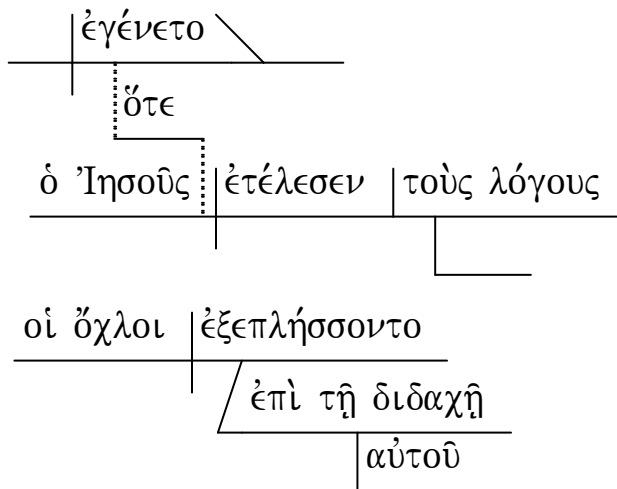 ἐγένετο
ὅτε
ὁ Ἰησοῦς ἐτέλεσεν τοὺς λόγους
οἱ ὄχλοι ἐξεπλήσσοντο
ἐπὶ τῇ διδαχῇ
αὐτοῦ